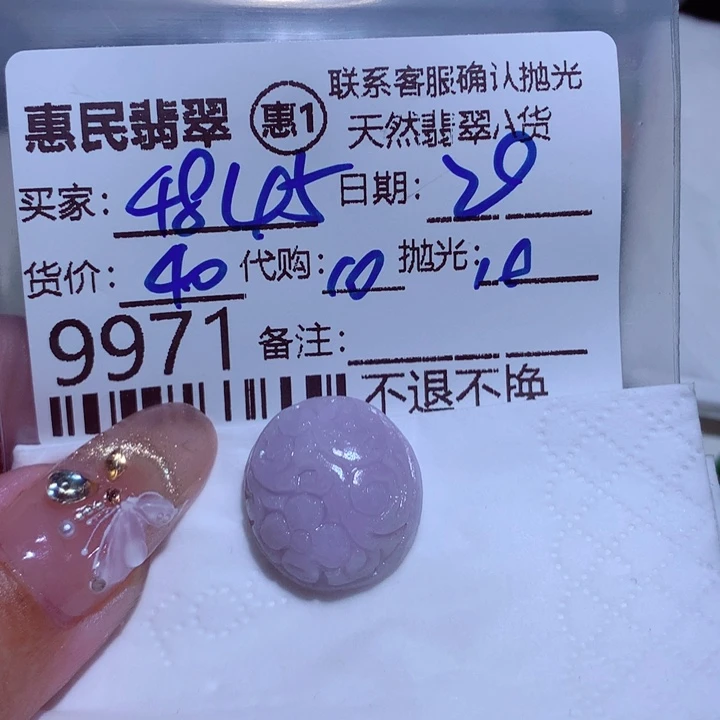 联系客服确认抛光
惠民翡翠 惠1 天然翡翠A货
买家: 日期: 29
货价: 40 代购: 10 抛光: 10
9971 备注:
不退不换